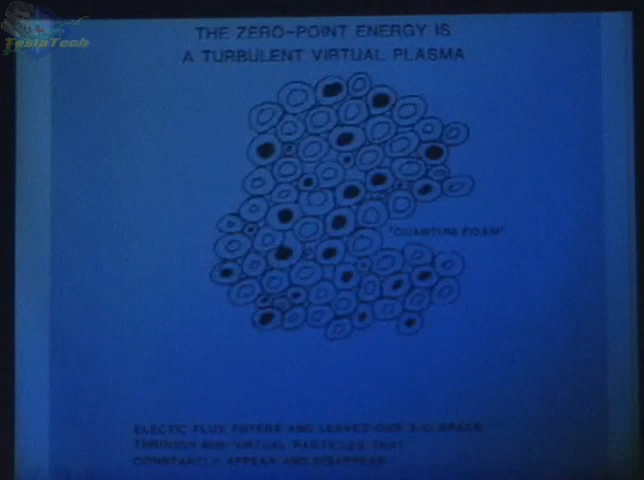 TeslaTech
THE ZERO-POINT ENERGY IS
A TURBULENT VIRTUAL PLASMA
"QUANTUM FOAM"
ELECTIC FLUX ENTERS AND LEAVES OUR 3-D SPACE
THROUGH VIRTUAL PARTICLES THAT
CONSTANTLY APPEAR AND DISAPPEAR